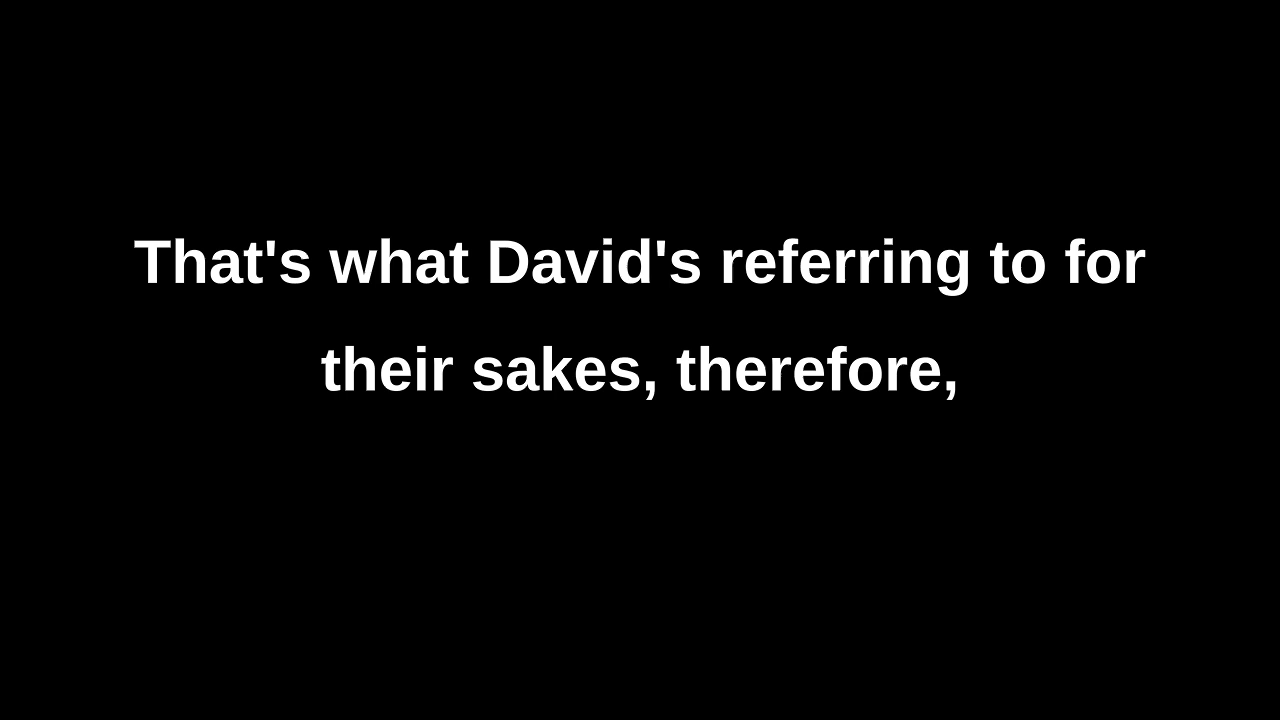 That's what David's referring to for
their sakes, therefore,